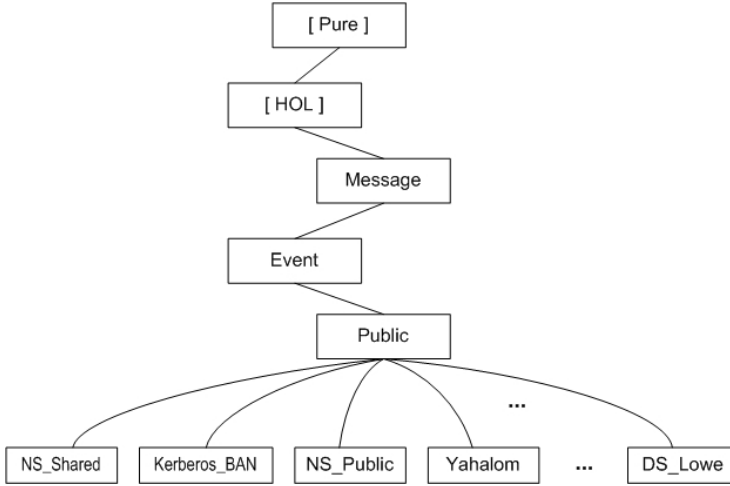 [ Pure ]
[ HOL ]
Message
Event
Public
...
NS_Shared
Kerberos_BAN
NS_Public
Yahalom
...
DS_Lowe